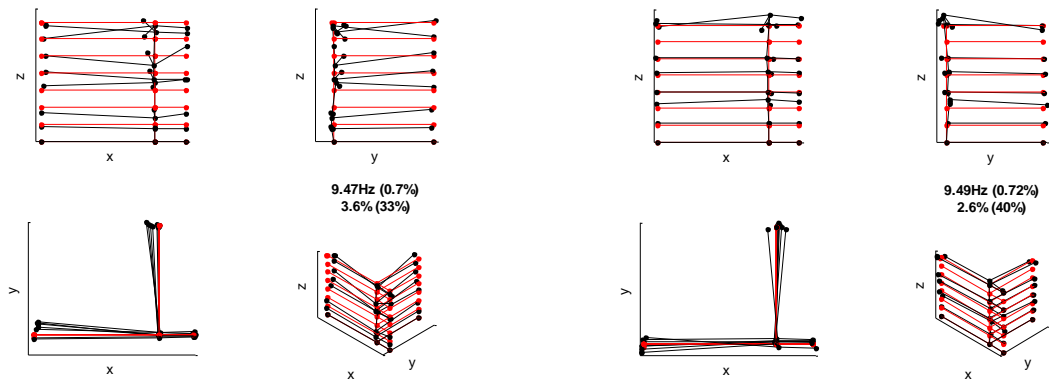 z
x
z
y
z
x
z
y
9.47Hz (0.7%)
3.6% (33%)
9.49Hz (0.72%)
2.6% (40%)
y
x
z
x
y
y
x
z
x
y